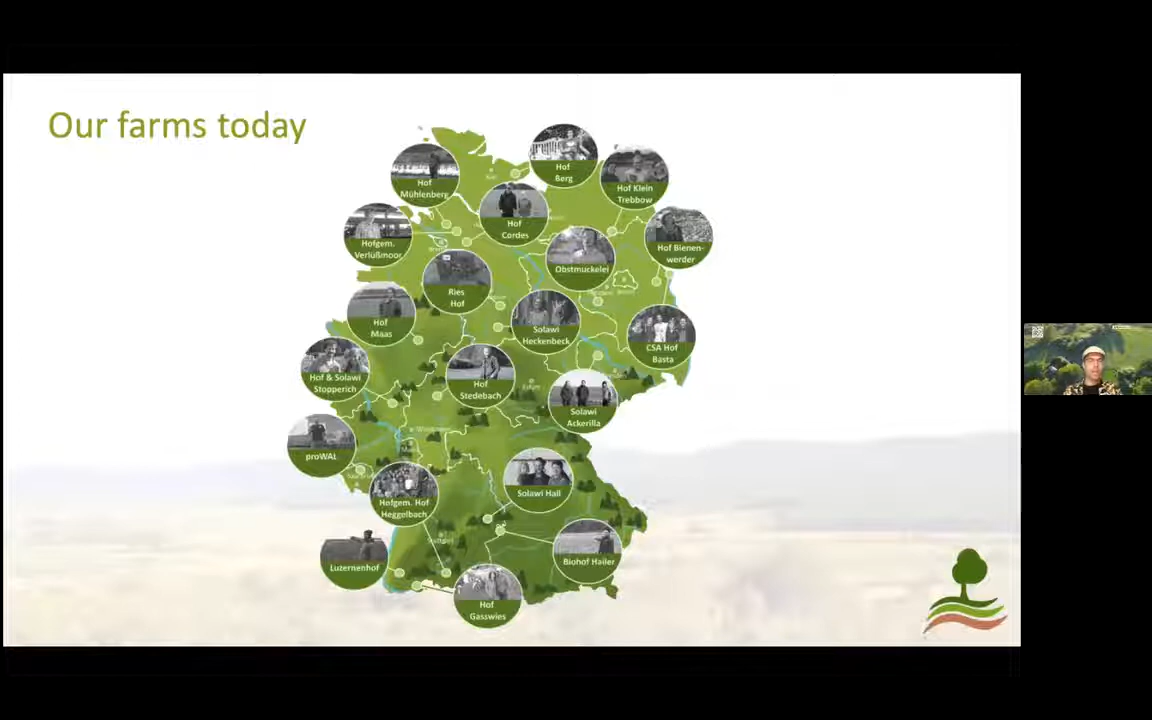 Our farms today
Hof
Berg
Hof
Mühlenberg
Hof Klein
Trebbow
Hof
Cordes
Hofgem.
Verlüßmoor
Hof Bienen-
werder
Obstmuckelei
Ries
Hof
Hof
Maas
Solawi
Heckenbeck
CSA Hof
Basta
Hof & Solawi
Stopperich
Hof
Stedebach
Solawi
Ackerilla
proWAL
Solawi Hall
Hofgem. Hof
Heggelbach
Biohof Hailer
Luzernenhof
Hof
Gasswies